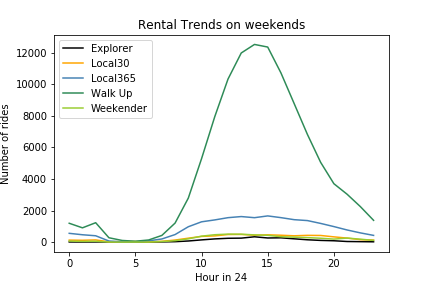 Rental Trends on weekends
Number of rides
12000
10000
8000
6000
4000
2000
0
Explorer
Local30
Local365
Walk Up
Weekender
0
5
10
15
20
Hour in 24